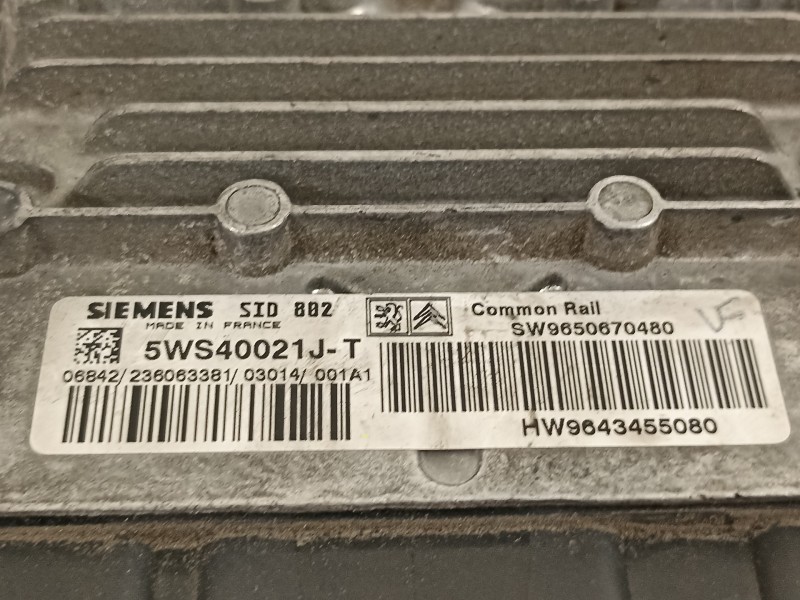 SIEMENS SID 802
MADE IN FRANCE
5WS40021J-T
06842/236063381/03014/001A1
Common Rail
SW9650670480
HW9643455080